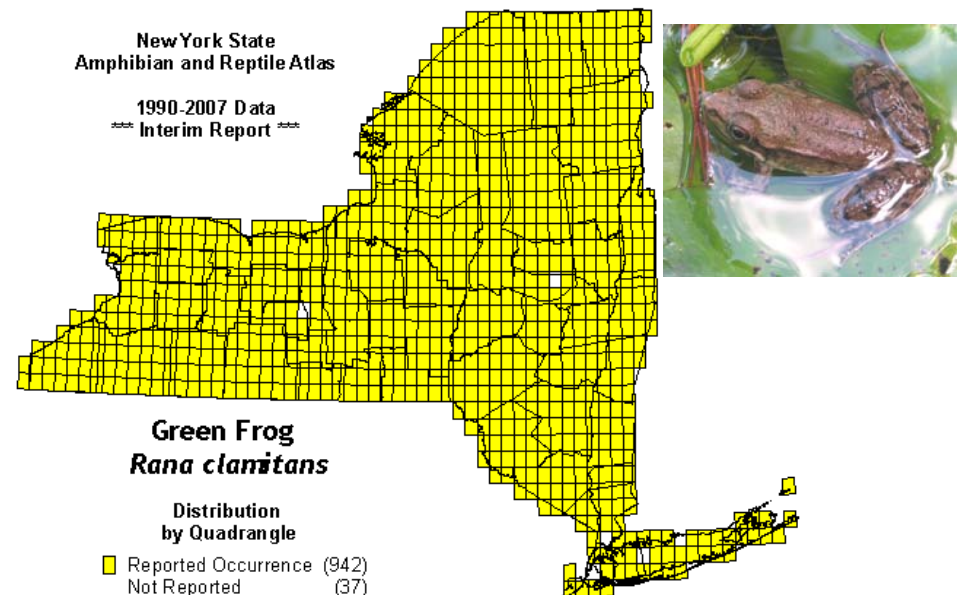 New York State
Amphibian and Reptile Atlas
1990-2007 Data
*** Interim Report ***
Green Frog
Rana clamitans
Distribution
by Quadrangle
Reported Occurrence (942)
Not Reported (37)